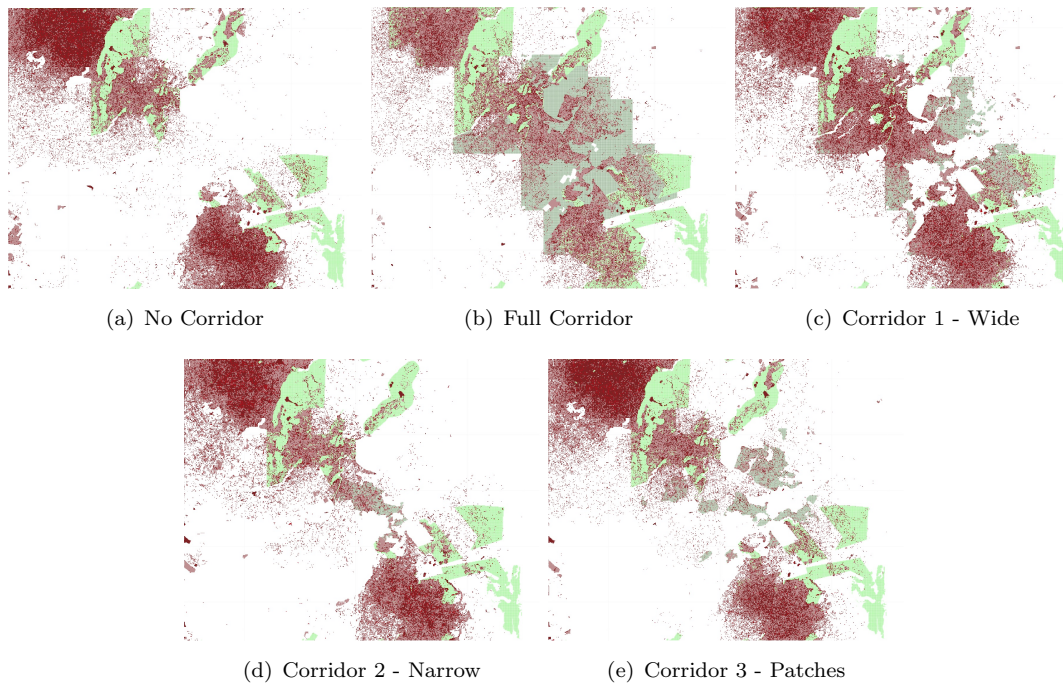 (a) No Corridor
(b) Full Corridor
(c) Corridor 1 - Wide
(d) Corridor 2 - Narrow
(e) Corridor 3 - Patches